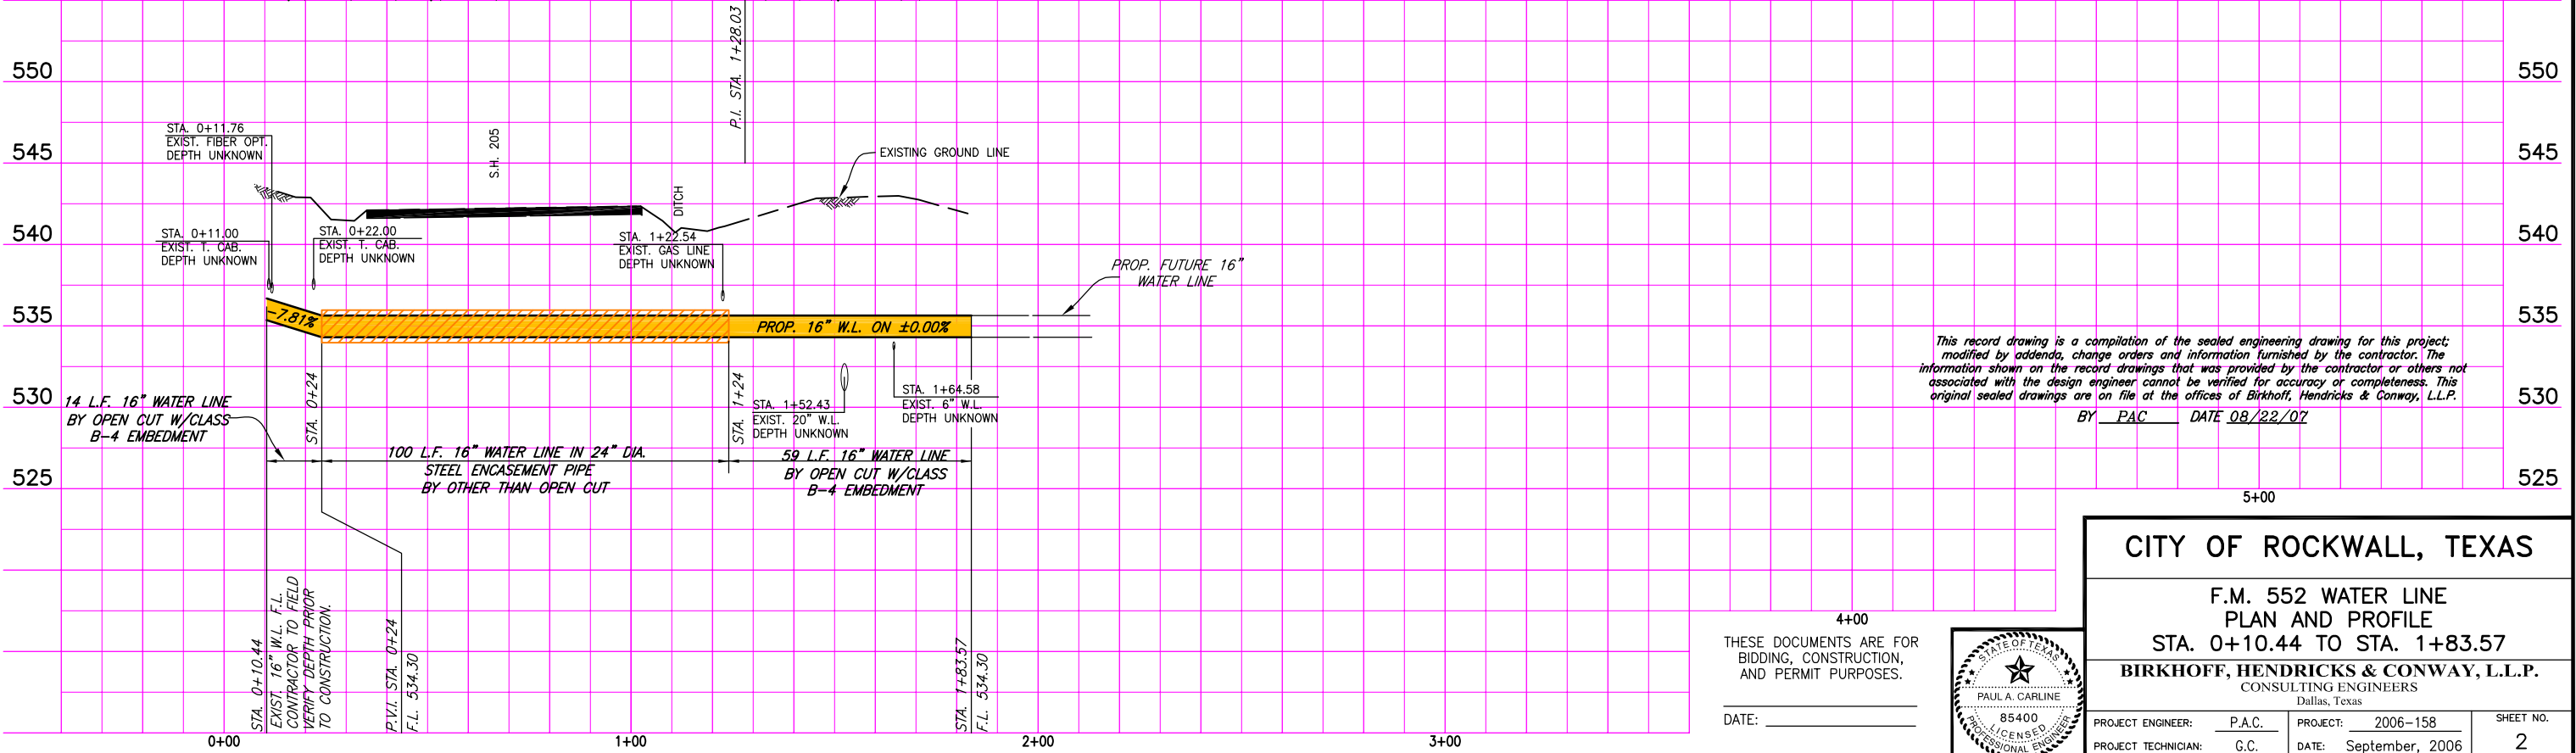 P.I. STA. 1+28.03
550
550
STA. 0+11.76
EXIST. FIBER OPT.
DEPTH UNKNOWN
S.H. 205
545
EXISTING GROUND LINE
545
DITCH
540
STA. 0+11.00
EXIST. T. CAB.
DEPTH UNKNOWN
STA. 0+22.00
EXIST. T. CAB.
DEPTH UNKNOWN
STA. 1+22.54
EXIST. GAS LINE
DEPTH UNKNOWN
540
PROP. FUTURE 16"
WATER LINE
535
-7.81%
PROP. 16" W.L. ON ±0.00%
535
This record drawing is a compilation of the sealed engineering drawing for this project;
modified by addenda, change orders and information furnished by the contractor. The
information shown on the record drawings that was provided by the contractor or others not
associated with the design engineer cannot be verified for accuracy or completeness. This
original sealed drawings are on file at the offices of Birkhoff, Hendricks & Conway, L.L.P.
BY PAC DATE 08/22/07
530
14 L.F. 16" WATER LINE
BY OPEN CUT W/CLASS
B-4 EMBEDMENT
STA. 0+24
STA. 1+24
STA. 1+52.43
EXIST. 20" W.L.
DEPTH UNKNOWN
STA. 1+64.58
EXIST. 6" W.L.
DEPTH UNKNOWN
530
100 L.F. 16" WATER LINE IN 24" DIA.
STEEL ENCASEMENT PIPE
BY OTHER THAN OPEN CUT
59 L.F. 16" WATER LINE
BY OPEN CUT W/CLASS
B-4 EMBEDMENT
525
525
5+00
STA. 0+10.44
EXIST. 16" W.L. F.L.
CONTRACTOR TO FIELD
VERIFY DEPTH PRIOR
TO CONSTRUCTION.
P.V.I. STA. 0+24
F.L. 534.30
STA. 1+83.57
F.L. 534.30
0+00
1+00
2+00
3+00
4+00
THESE DOCUMENTS ARE FOR
BIDDING, CONSTRUCTION,
AND PERMIT PURPOSES.
DATE:
STATE OF TEXAS
PAUL A. CARLINE
85400
LICENSED
PROFESSIONAL ENGINEER
CITY OF ROCKWALL, TEXAS
F.M. 552 WATER LINE
PLAN AND PROFILE
STA. 0+10.44 TO STA. 1+83.57
BIRKHOFF, HENDRICKS & CONWAY, L.L.P.
CONSULTING ENGINEERS
Dallas, Texas
PROJECT ENGINEER: P.A.C.
PROJECT: 2006-158
SHEET NO.
PROJECT TECHNICIAN: G.C.
DATE: September, 2006
2